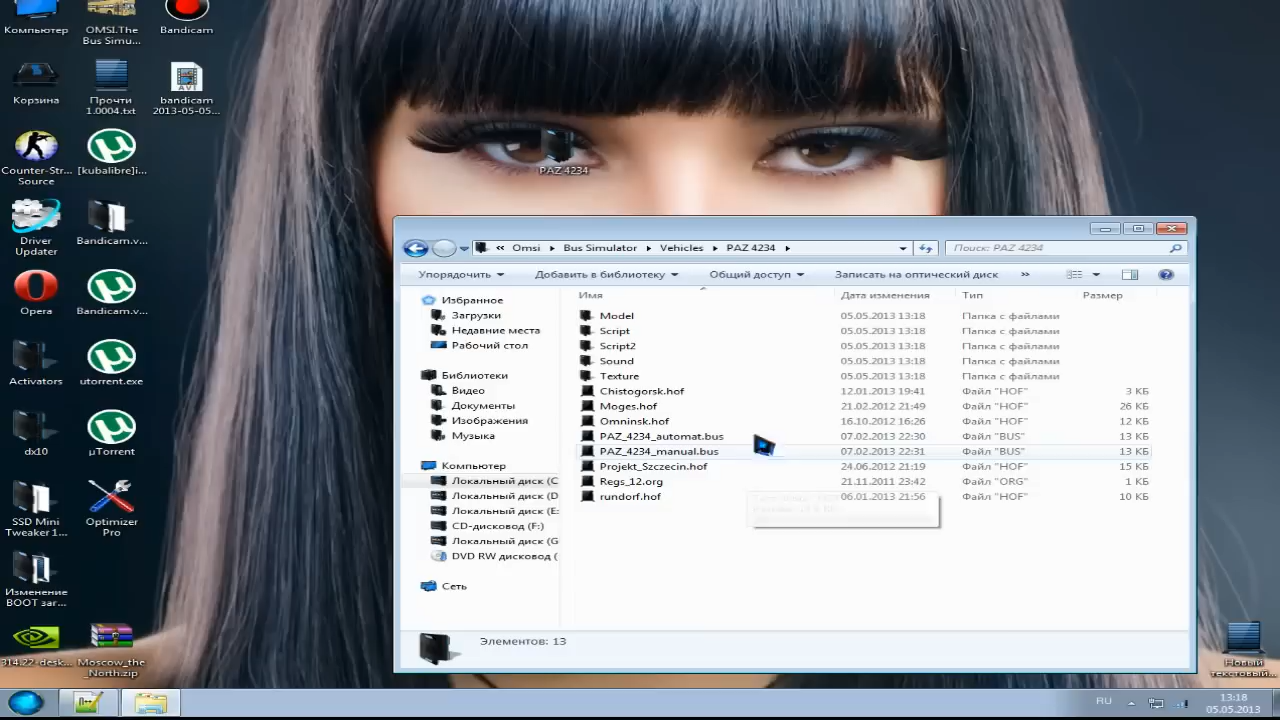 Компьютер
OMSI.The
Bus Simu...
Bandicam
Корзина
Прочти
1.0004.txt
bandicam
2013-05-05...
Counter-Str...
Source
[kubalibre]i...
Driver
Updater
Bandicam.v...
Opera
Bandicam.v...
Activators
utorrent.exe
dx10
µTorrent
SSD Mini
Tweaker 1...
Optimizer
Pro
Изменение
BOOT заг...
314.22-desk...
Moscow_the
_North.zip
PAZ 4234
« Omsi
Bus Simulator
Vehicles
PAZ 4234
Поиск: PAZ 4234
Упорядочить
Добавить в библиотеку
Общий доступ
Записать на оптический диск
»
Избранное
Загрузки
Недавние места
Рабочий стол
Библиотеки
Видео
Документы
Изображения
Музыка
Компьютер
Локальный диск (C
Локальный диск (D
Локальный диск (E:
CD-дисковод (F:)
Локальный диск (G
DVD RW дисковод (
Сеть
Имя Дата изменения Тип Размер
Model 05.05.2013 13:18 Папка с файлами
Script 05.05.2013 13:18 Папка с файлами
Script2 05.05.2013 13:18 Папка с файлами
Sound 05.05.2013 13:18 Папка с файлами
Texture 05.05.2013 13:18 Папка с файлами
Chistogorsk.hof 12.01.2013 19:41 Файл "HOF" 3 КБ
Moges.hof 21.02.2012 21:49 Файл "HOF" 26 КБ
Omninsk.hof 16.10.2012 16:26 Файл "HOF" 12 КБ
PAZ_4234_automat.bus 07.02.2013 22:30 Файл "BUS" 13 КБ
PAZ_4234_manual.bus 07.02.2013 22:31 Файл "BUS" 13 КБ
Projekt_Szczecin.hof 24.06.2012 21:19 Файл "HOF" 15 КБ
Regs_12.org 21.11.2011 23:42 Файл "ORG" 1 КБ
rundorf.hof 06.01.2013 21:56 Файл "HOF" 10 КБ
Элементов: 13
Новый
текстовый...
RU
13:18
05.05.2013